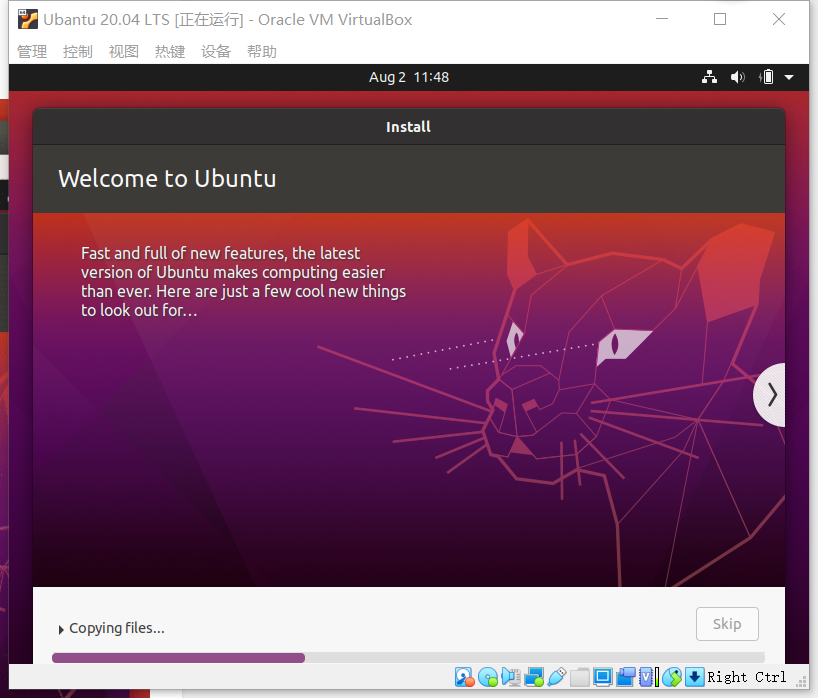 Ubantu 20.04 LTS [正在运行] - Oracle VM VirtualBox
管理 控制 视图 热键 设备 帮助
Aug 2 11:48
Install
Welcome to Ubuntu
Fast and full of new features, the latest
version of Ubuntu makes computing easier
than ever. Here are just a few cool new things
to look out for…
Copying files...
Skip
Right Ctrl